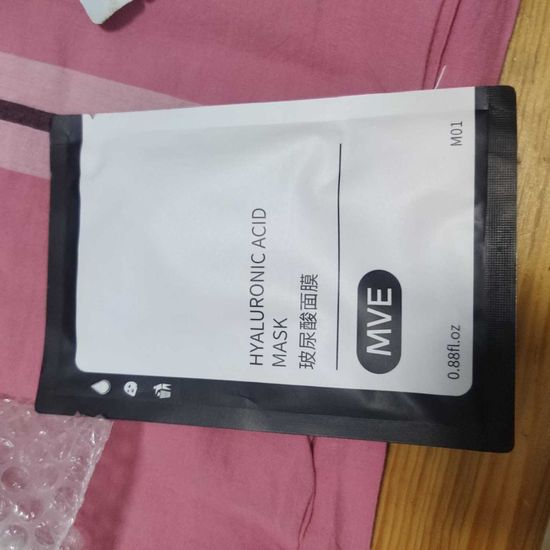 HYALURONIC ACID
MASK
玻尿酸面膜
MVE
0.88fl.oz
M01